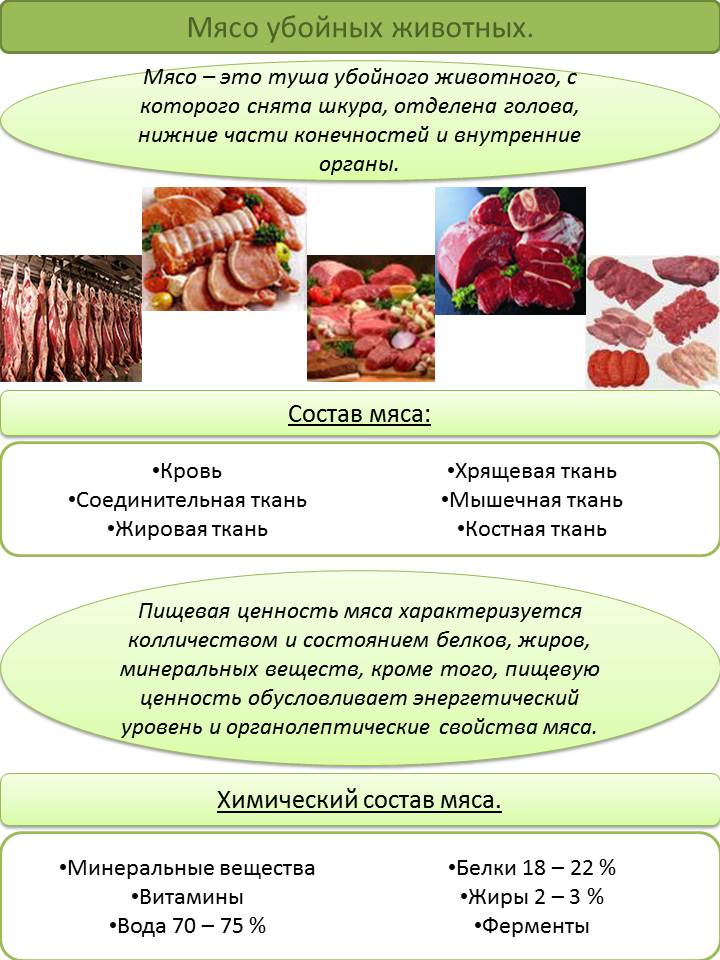 Мясо убойных животных.
Мясо – это туша убойного животного, с
которого снята шкура, отделена голова,
нижние части конечностей и внутренние
органы.
Состав мяса:
•Кровь
•Соединительная ткань
•Жировая ткань
•Хрящевая ткань
•Мышечная ткань
•Костная ткань
Пищевая ценность мяса характеризуется
колличеством и состоянием белков, жиров,
минеральных веществ, кроме того, пищевую
ценность обусловливает энергетический
уровень и органолептические свойства мяса.
Химический состав мяса.
•Минеральные вещества
•Витамины
•Вода 70 – 75 %
•Белки 18 – 22 %
•Жиры 2 – 3 %
•Ферменты